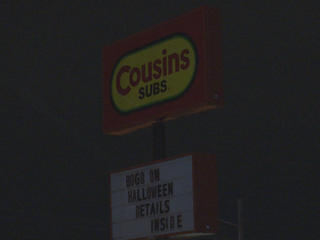 Cousins
SUBS
BOGO ON
HALLOWEEN
DETAILS
INSIDE